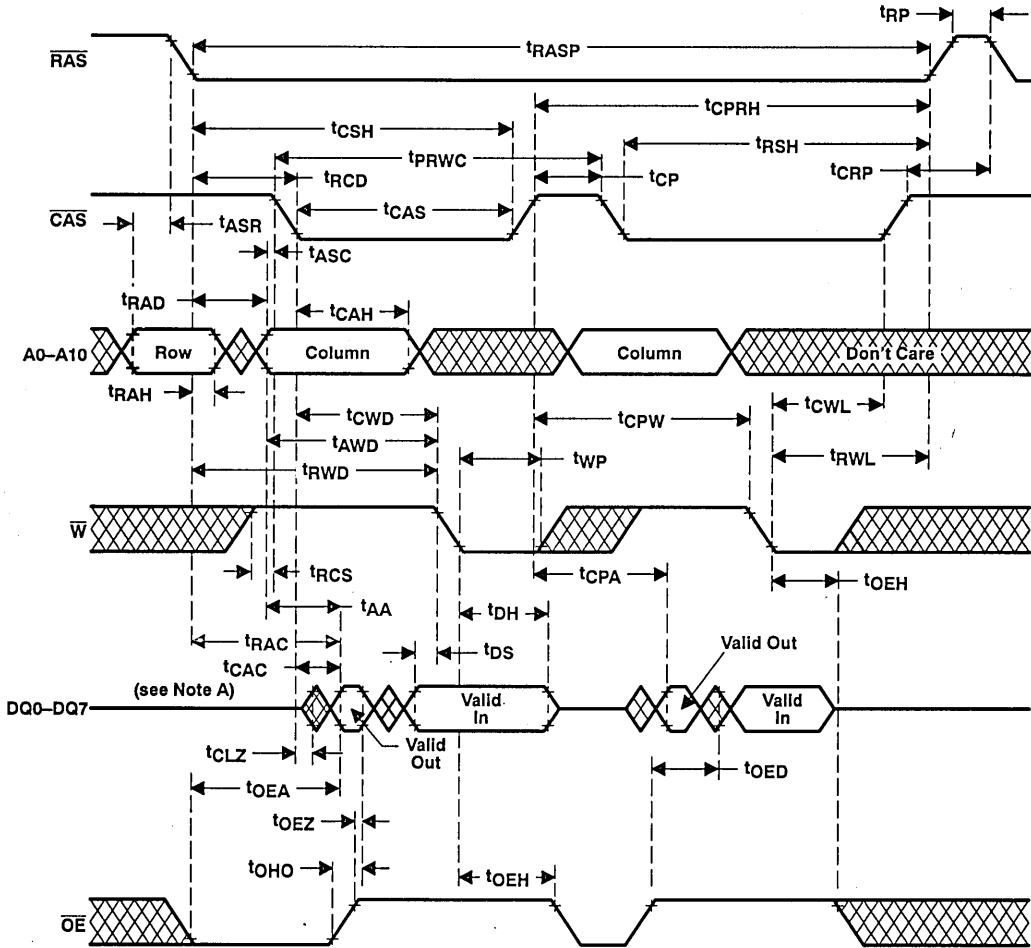 tRP
RAS
tRASP
tCPRH
tCSH
tRSH
tPRWC
tRCD
tCP
tCRP
CAS
tASR
tCAS
tASC
tRAD
tCAH
A0–A10
Row
Column
Column
Don't Care
tRAH
tCWD
tCPW
tCWL
tAWD
tWP
tRWL
tRWD
W
tRCS
tCPA
tOEH
tAA
tDH
tRAC
tDS
Valid Out
tCAC
(see Note A)
DQ0–DQ7
Valid
In
Valid
In
Valid
Out
tCLZ
tOED
tOEA
tOEZ
tOHO
tOEH
OE